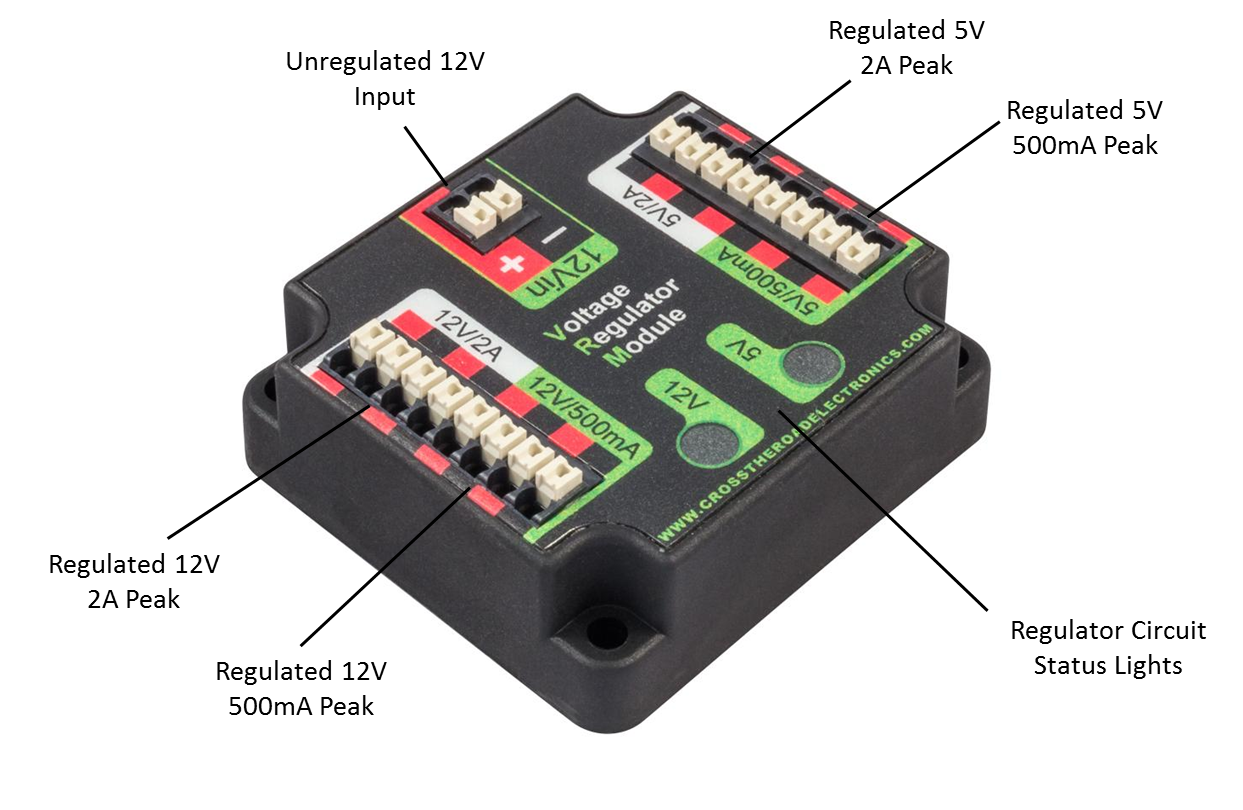 Regulated 5V
2A Peak
Unregulated 12V
Input
Regulated 5V
500mA Peak
5V/2A
5V/500mA
–
+
12Vin
Voltage
Regulator
Module
12V/2A
12V/500mA
5V
12V
WWW.CROSSTHEROADELECTRONICS.COM
Regulated 12V
2A Peak
Regulated 12V
500mA Peak
Regulator Circuit
Status Lights